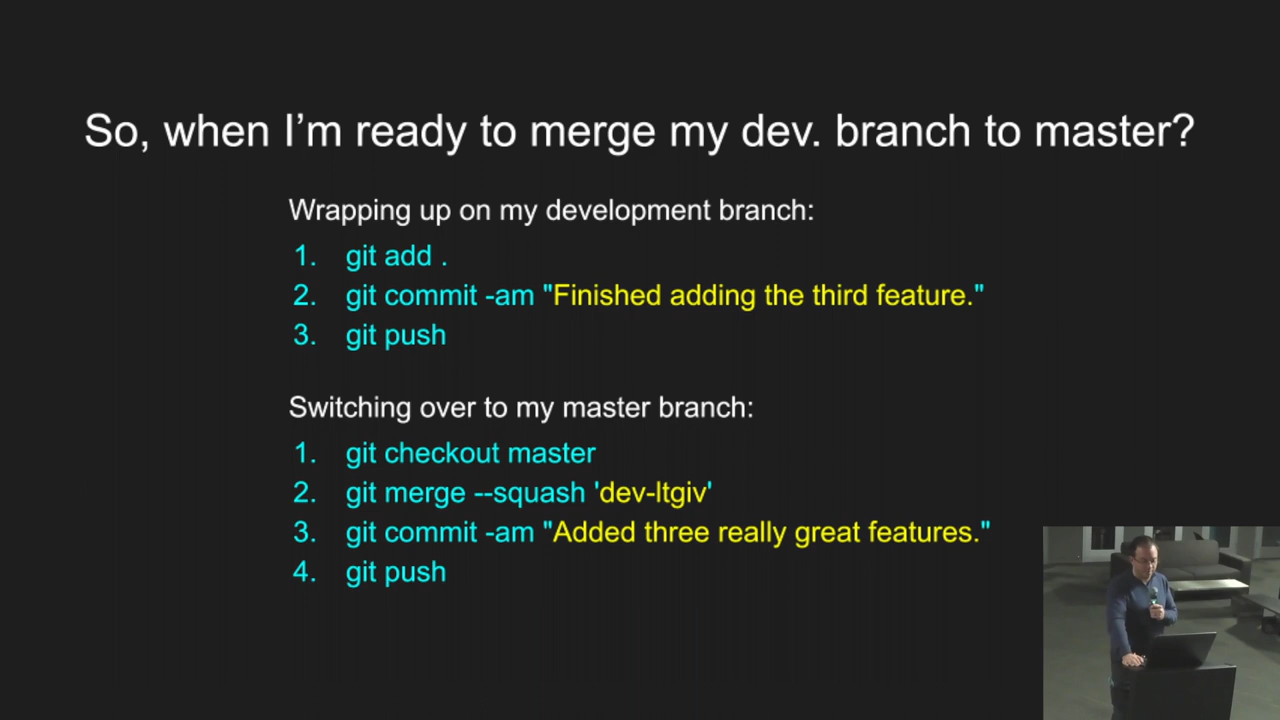 So, when I’m ready to merge my dev. branch to master?
Wrapping up on my development branch:
1. git add .
2. git commit -am "Finished adding the third feature."
3. git push
Switching over to my master branch:
1. git checkout master
2. git merge --squash 'dev-ltgiv'
3. git commit -am "Added three really great features."
4. git push